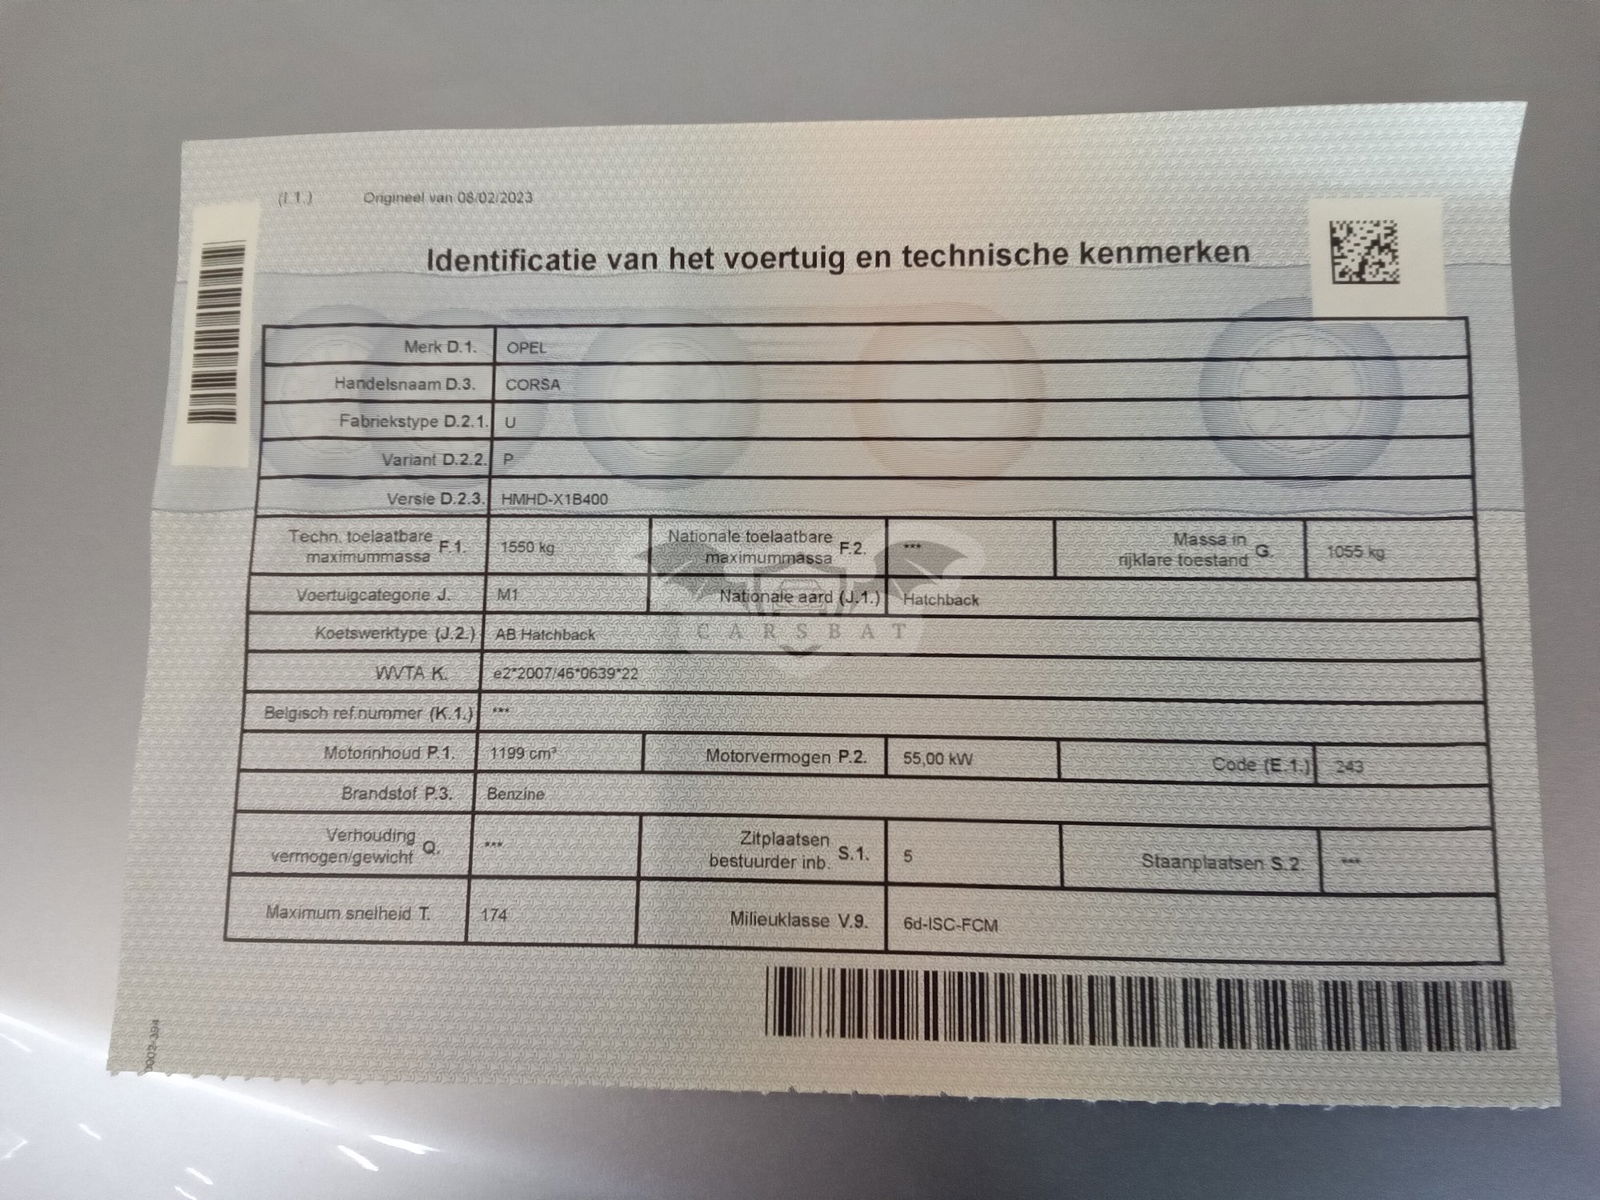 (I.1.) Origineel van 08/02/2023
Identificatie van het voertuig en technische kenmerken
Merk D.1. OPEL
Handelsnaam D.3. CORSA
Fabriekstype D.2.1. U
Variant D.2.2. P
Versie D.2.3. HMHD-X1B400
Techn. toelaatbare maximummassa F.1. 1550 kg Nationale toelaatbare maximummassa F.2. *** Massa in rijklare toestand G. 1055 kg
Voertuigcategorie J. M1 Nationale aard (J.1.) Hatchback
Koetswerktype (J.2.) AB Hatchback
CARSBAT
WVTA K. e2*2007/46*0639*22
Belgisch ref.nummer (K.1.) ***
Motorinhoud P.1. 1199 cm³ Motorvermogen P.2. 55,00 kW Code (E.1.) 243
Brandstof P.3. Benzine
Verhouding vermogen/gewicht Q. *** Zitplaatsen bestuurder inb. S.1. 5 Staanplaatsen S.2. ***
Maximum snelheid T. 174 Milieuklasse V.9. 6d-ISC-FCM